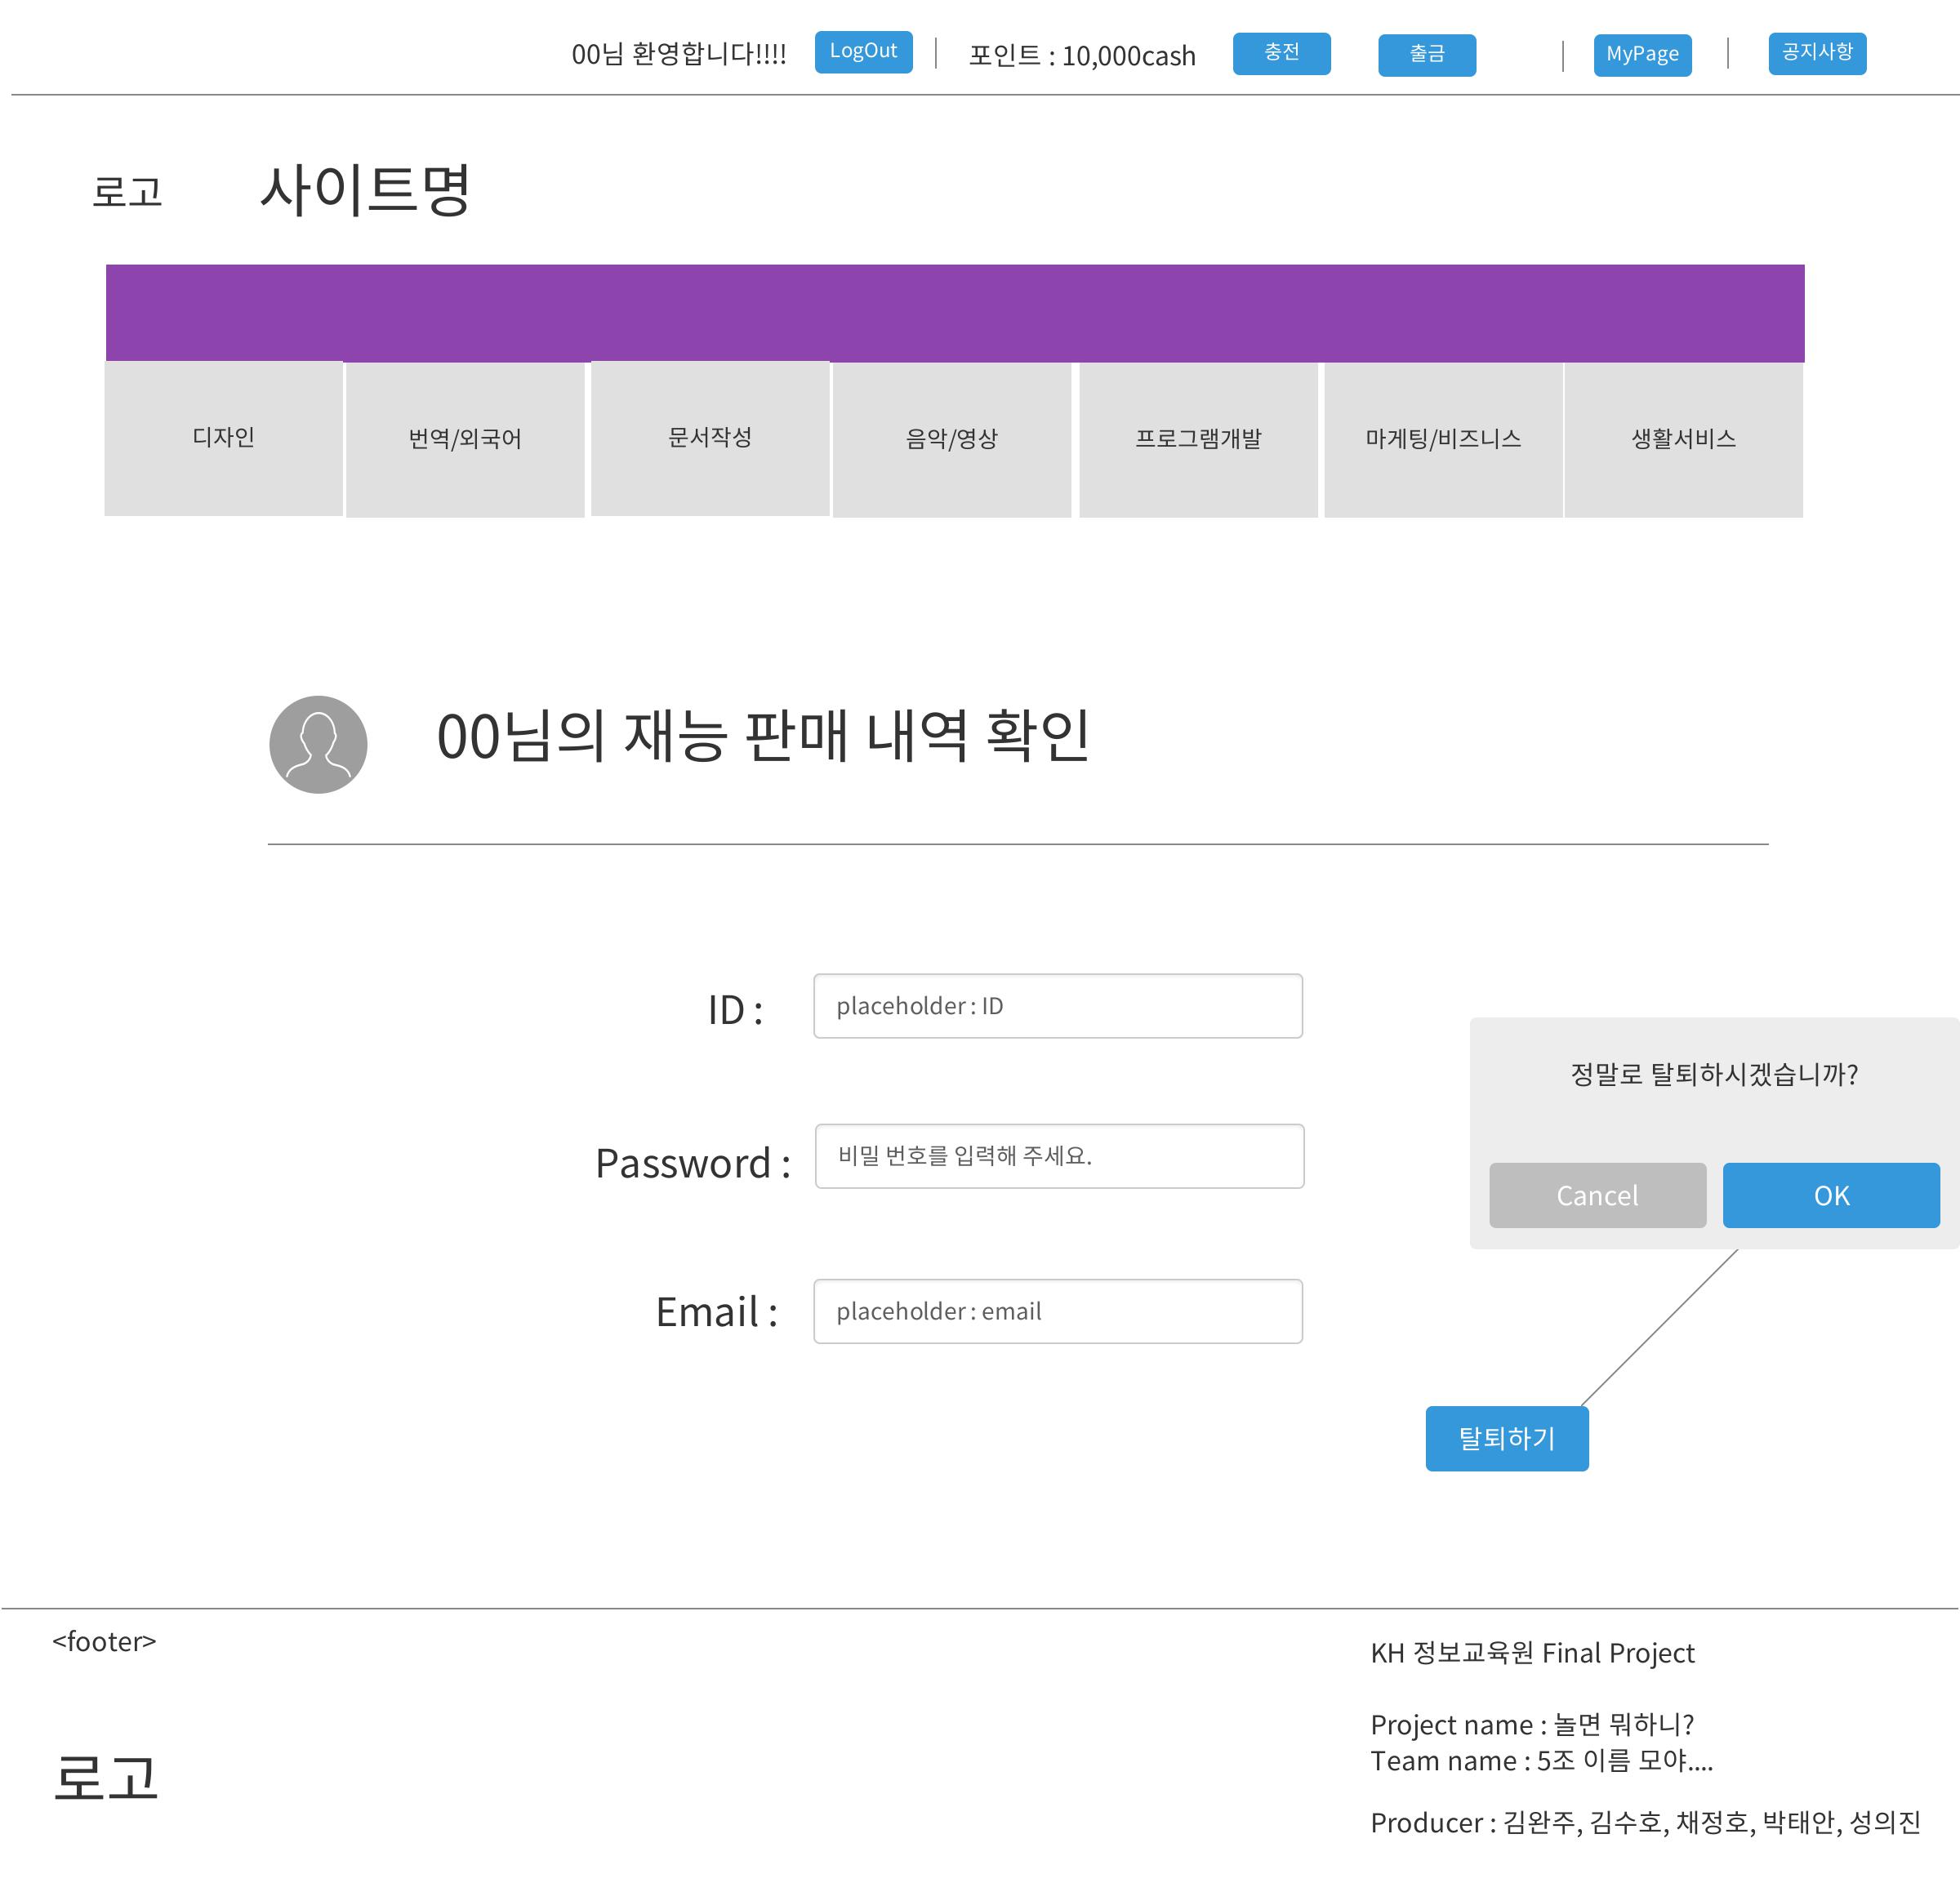 00님 환영합니다!!!! LogOut 포인트 : 10,000cash 충전 출금 MyPage 공지사항
로고 사이트명
디자인 번역/외국어 문서작성 음악/영상 프로그램개발 마게팅/비즈니스 생활서비스
00님의 재능 판매 내역 확인
ID : placeholder : ID
정말로 탈퇴하시겠습니까?
Password : 비밀 번호를 입력해 주세요.
Cancel OK
Email : placeholder : email
탈퇴하기
<footer>
KH 정보교육원 Final Project
Project name : 놀면 뭐하니?
Team name : 5조 이름 모야....
로고
Producer : 김완주, 김수호, 채정호, 박태안, 성의진